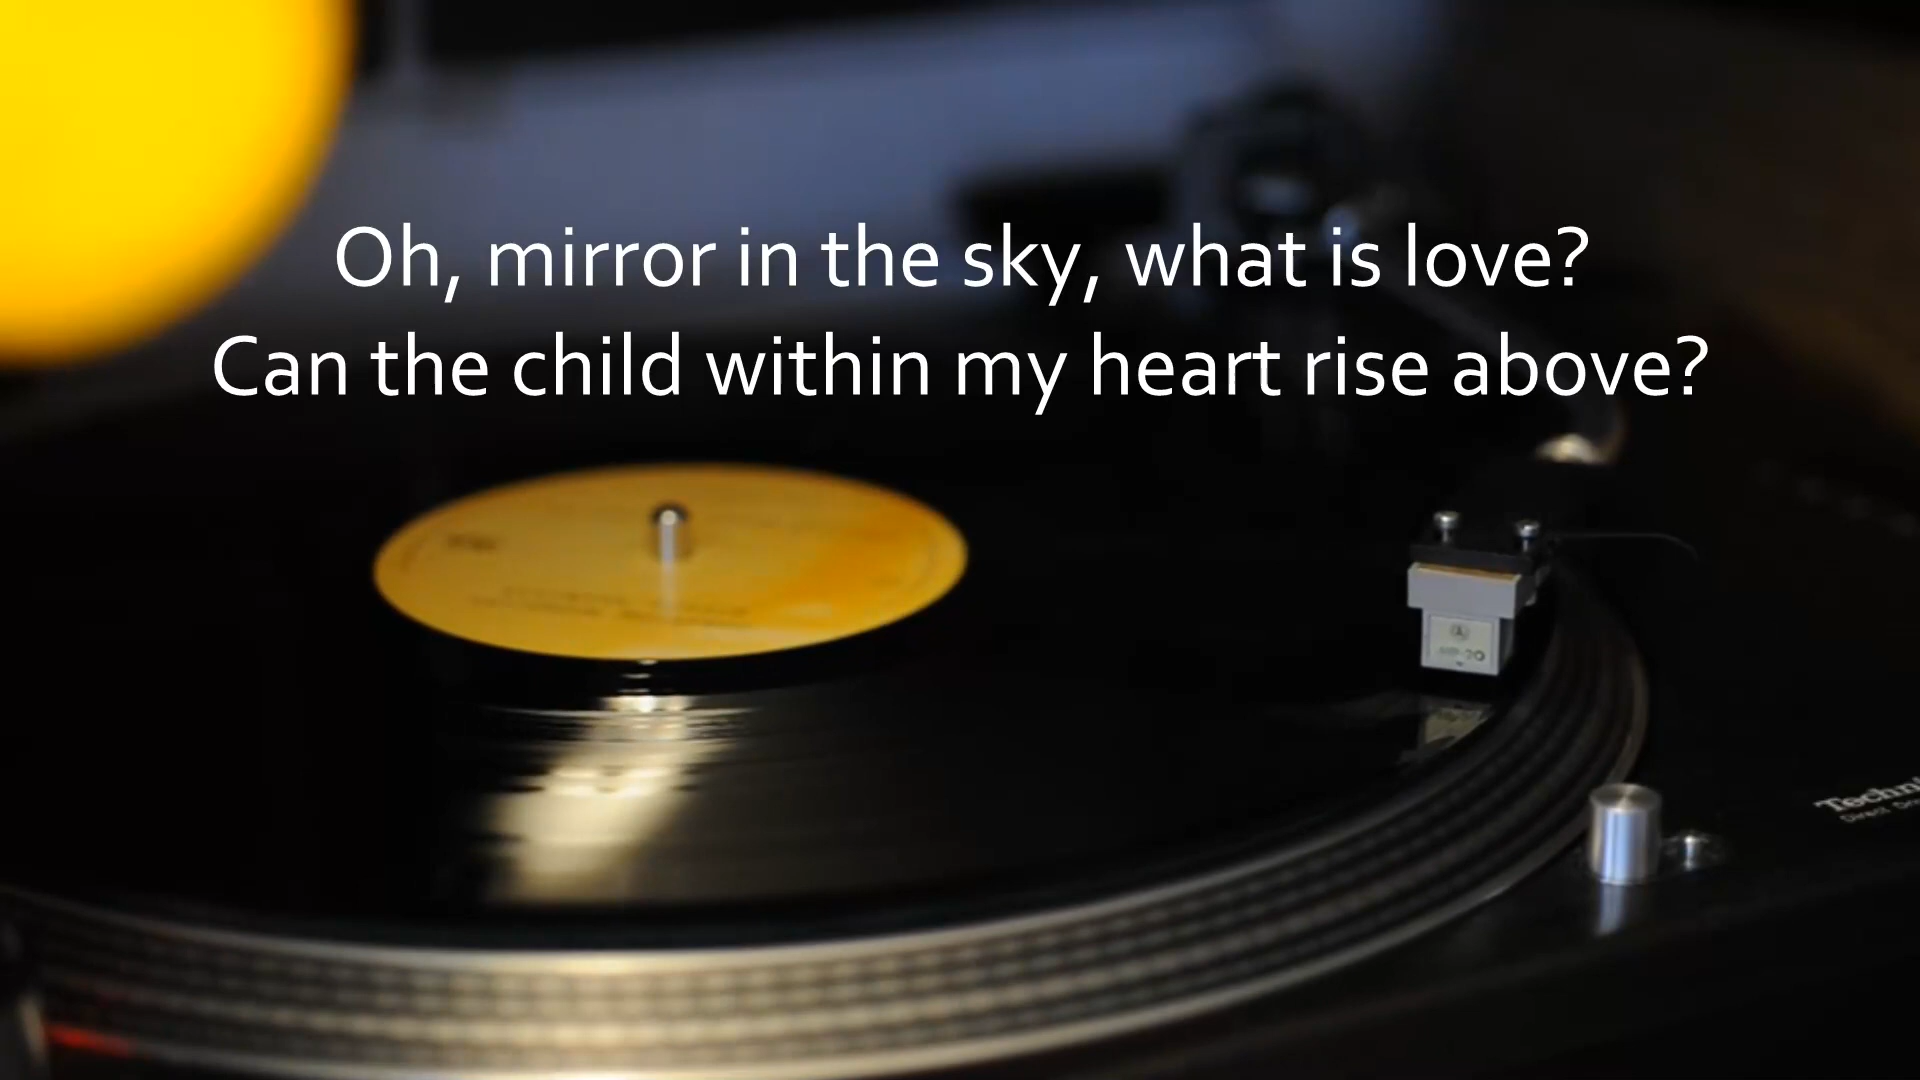 Oh, mirror in the sky, what is love?
Can the child within my heart rise above?